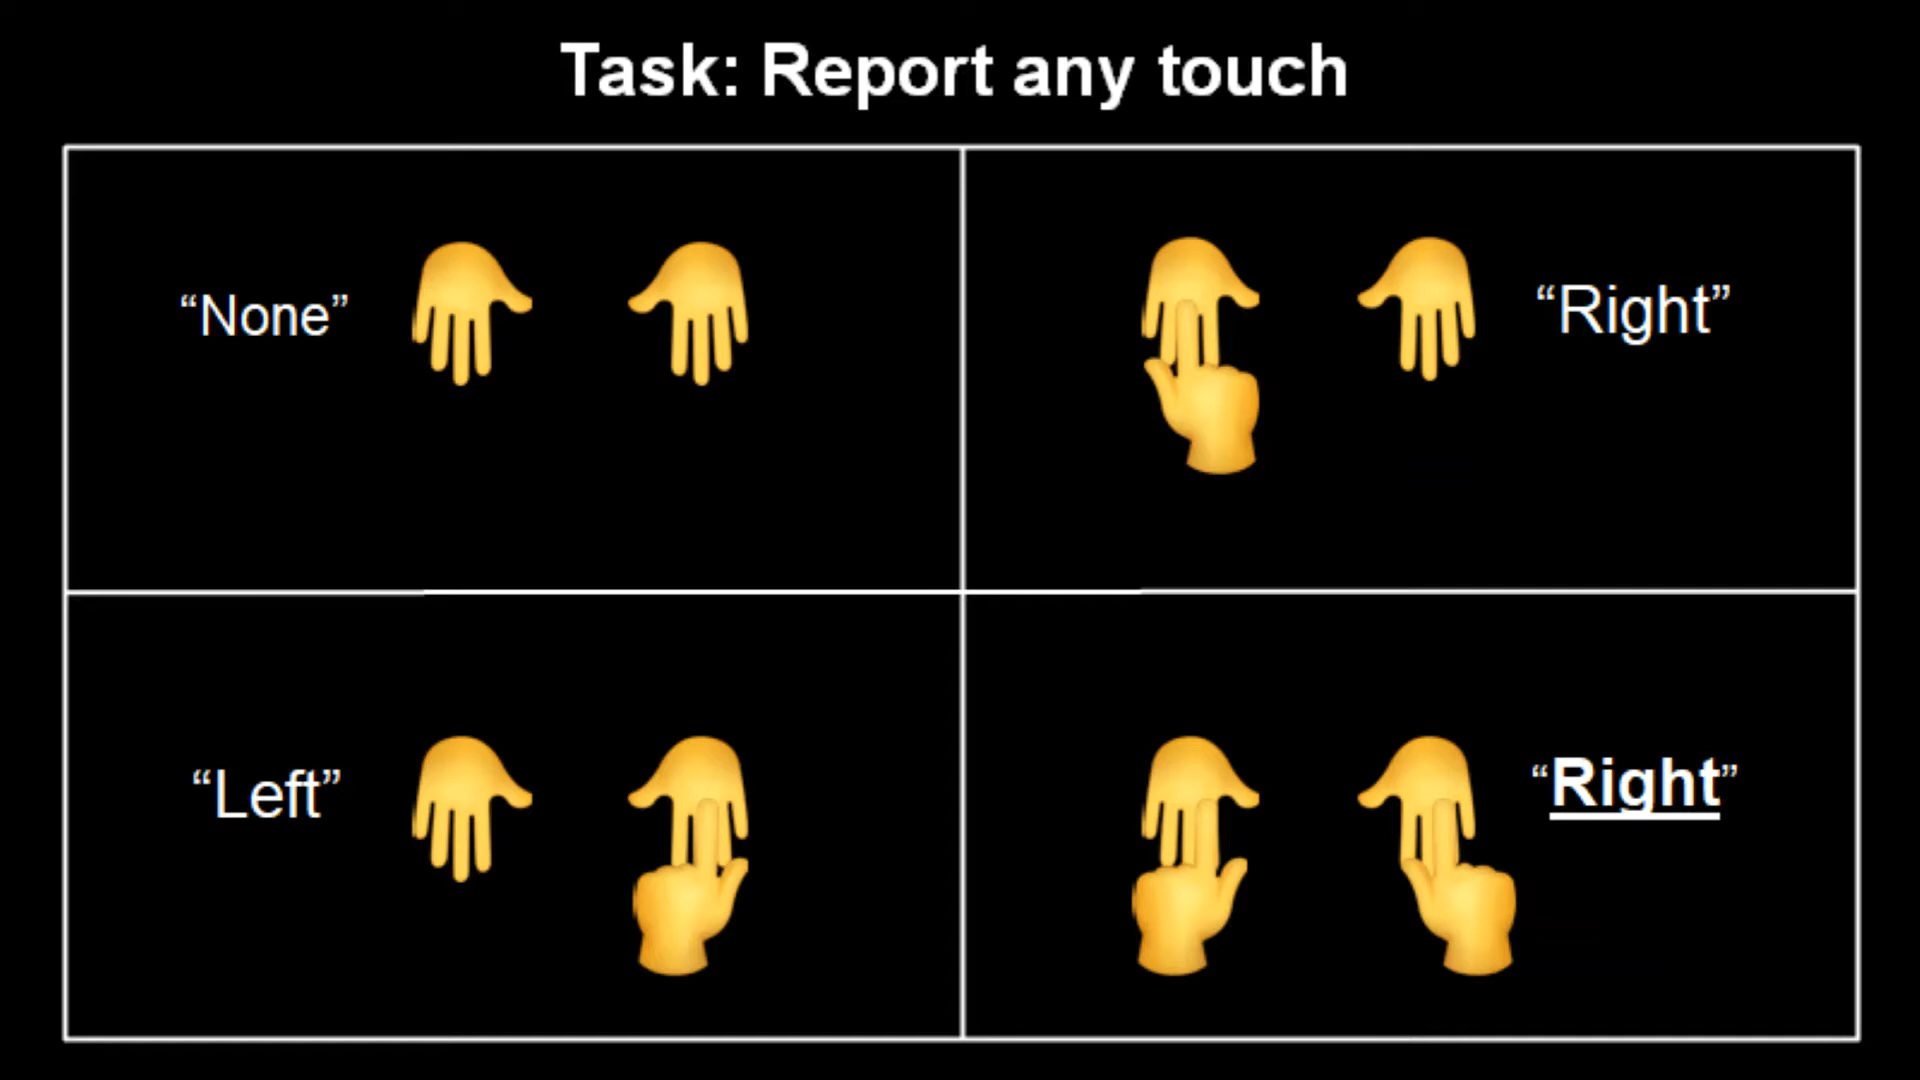 Task: Report any touch
“None”
“Right”
“Left”
“Right”